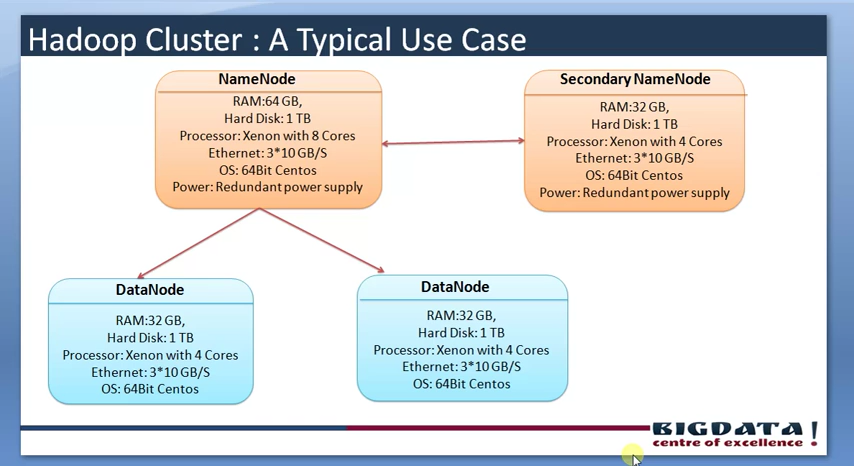 Hadoop Cluster : A Typical Use Case
NameNode
RAM:64 GB,
Hard Disk: 1 TB
Processor: Xenon with 8 Cores
Ethernet: 3*10 GB/S
OS: 64Bit Centos
Power: Redundant power supply
Secondary NameNode
RAM:32 GB,
Hard Disk: 1 TB
Processor: Xenon with 4 Cores
Ethernet: 3*10 GB/S
OS: 64Bit Centos
Power: Redundant power supply
DataNode
RAM:32 GB,
Hard Disk: 1 TB
Processor: Xenon with 4 Cores
Ethernet: 3*10 GB/S
OS: 64Bit Centos
DataNode
RAM:32 GB,
Hard Disk: 1 TB
Processor: Xenon with 4 Cores
Ethernet: 3*10 GB/S
OS: 64Bit Centos
BIGDATA!
centre of excellence